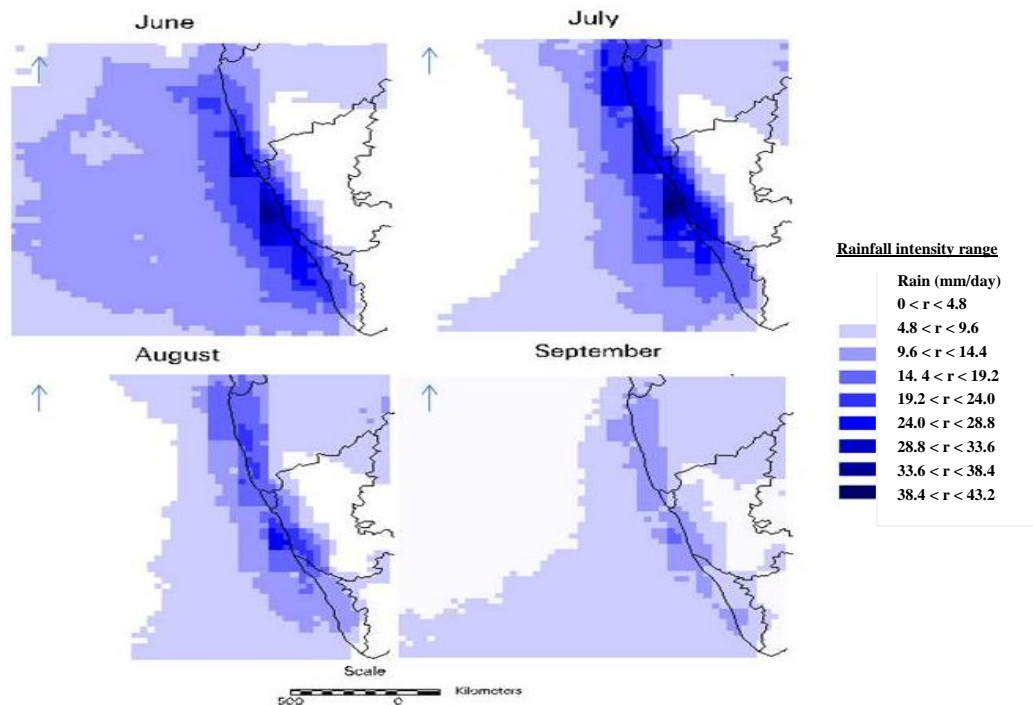 June
July
August
September
Rainfall intensity range
Rain (mm/day)
0 < r < 4.8
4.8 < r < 9.6
9.6 < r < 14.4
14. 4 < r < 19.2
19.2 < r < 24.0
24.0 < r < 28.8
28.8 < r < 33.6
33.6 < r < 38.4
38.4 < r < 43.2
Scale
500 0 Kilometers